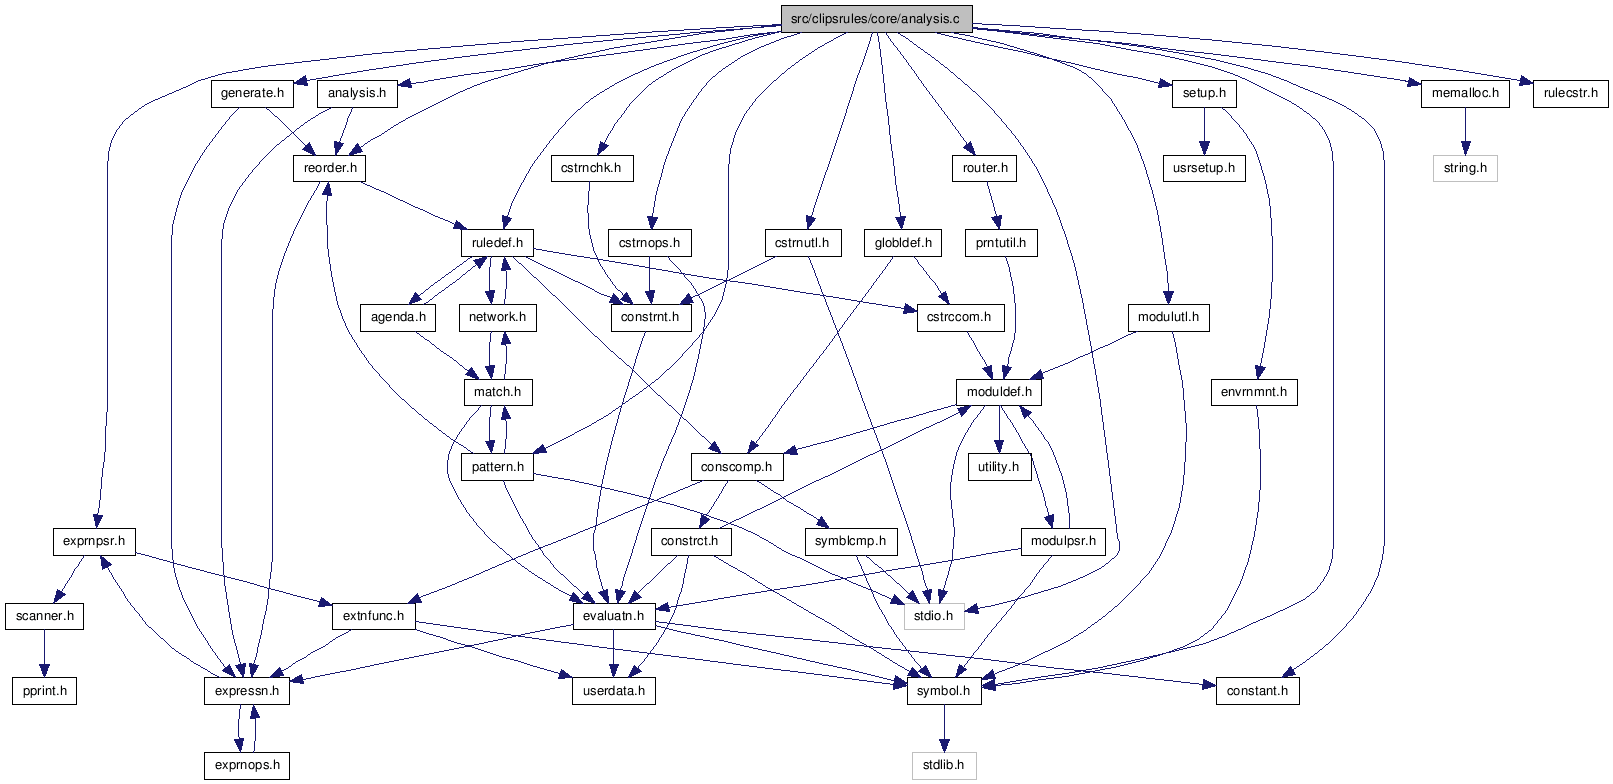 src/clipsrules/core/analysis.c
generate.h
analysis.h
setup.h
memalloc.h
rulecstr.h
reorder.h
cstrnchk.h
router.h
usrsetup.h
string.h
ruledef.h
cstrnops.h
cstrnutl.h
globldef.h
prntutil.h
agenda.h
network.h
constrnt.h
cstrccom.h
modulutl.h
match.h
moduldef.h
envrnmnt.h
pattern.h
conscomp.h
utility.h
exprnpsr.h
constrct.h
symblcmp.h
modulpsr.h
scanner.h
extnfunc.h
evaluatn.h
stdio.h
pprint.h
expressn.h
userdata.h
symbol.h
constant.h
exprnops.h
stdlib.h